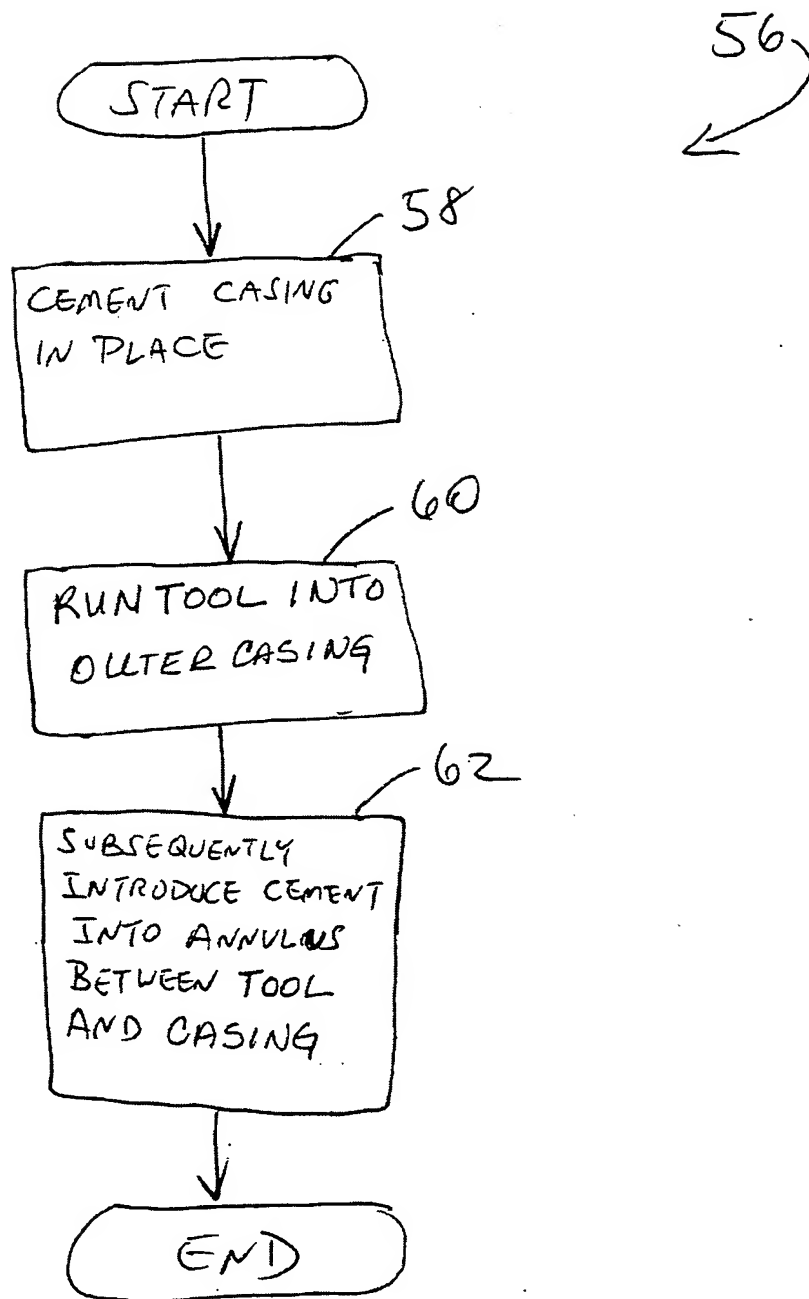 56
START
58
CEMENT CASING
IN PLACE
60
RUN TOOL INTO
OUTER CASING
62
SUBSEQUENTLY
INTRODUCE CEMENT
INTO ANNULUS
BETWEEN TOOL
AND CASING
END